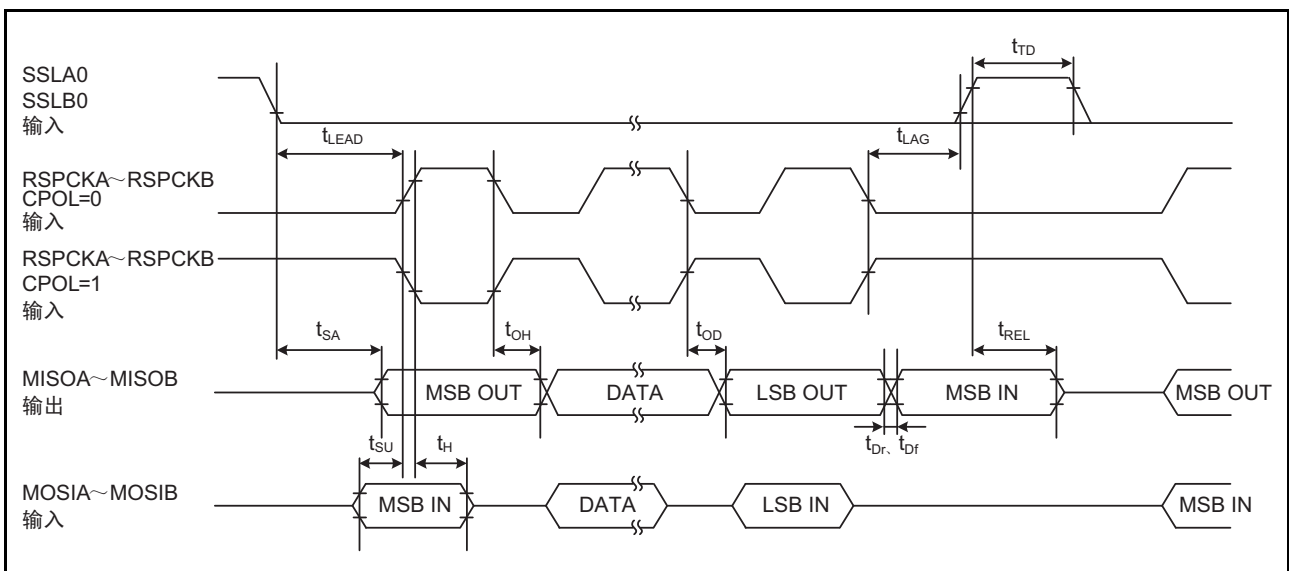 SSLA0
SSLB0
输入
tTD
tLEAD
tLAG
RSPCKA～RSPCKB
CPOL=0
输入
RSPCKA～RSPCKB
CPOL=1
输入
tSA
tOH
tOD
tREL
MISOA～MISOB
输出
MSB OUT
DATA
LSB OUT
MSB IN
MSB OUT
tSU
tH
tDr、tDf
MOSIA～MOSIB
输入
MSB IN
DATA
LSB IN
MSB IN